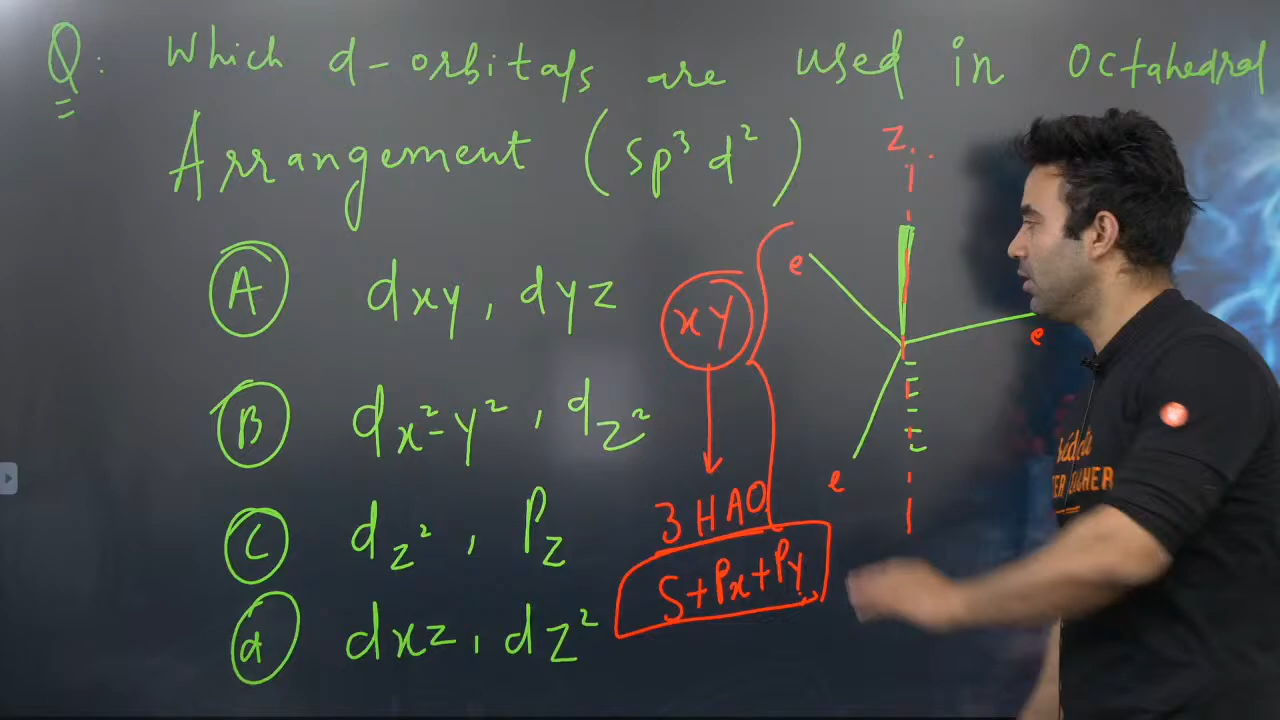 Q: Which d-orbitals are used in Octahedral
Arrangement (sp³d²)
Z
A dxy, dyz
xy
e
e
B dx²-y², dz²
e
3 HAO
C dz², Pz
S+Px+Py
d dxz, dz²